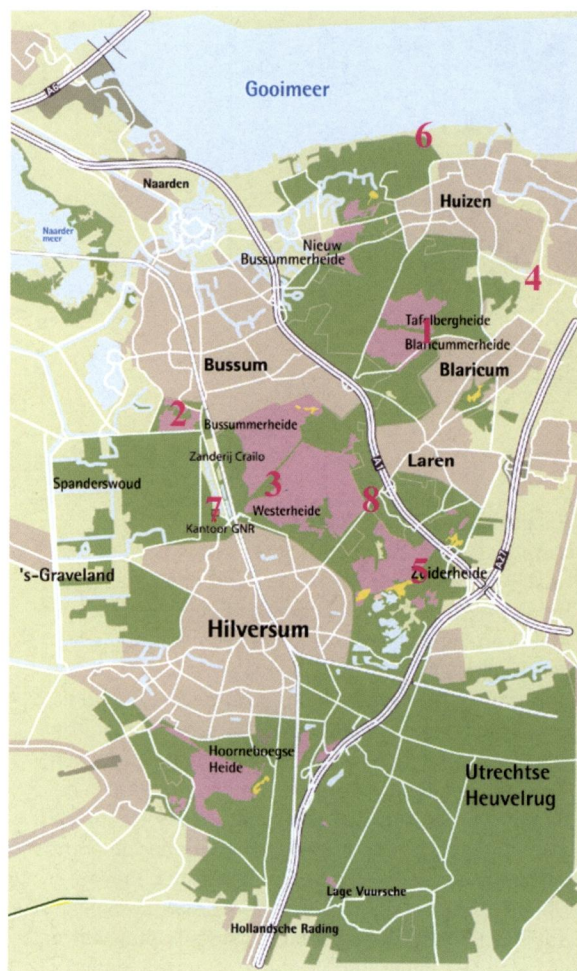 A6
Gooimeer
6
Naarden
Huizen
Naarder
meer
Nieuw
Bussummerheide
4
Tafelbergheide
1
Blaricummerheide
Bussum
Blaricum
2
Bussummerheide
Zanderij Crailo
A1
Laren
Spanderswoud
3
Westerheide
8
7
Kantoor GNR
A27
's-Graveland
5
Zuiderheide
Hilversum
Hoorneboegse
Heide
Utrechtse
Heuvelrug
Lage Vuursche
Hollandsche Rading